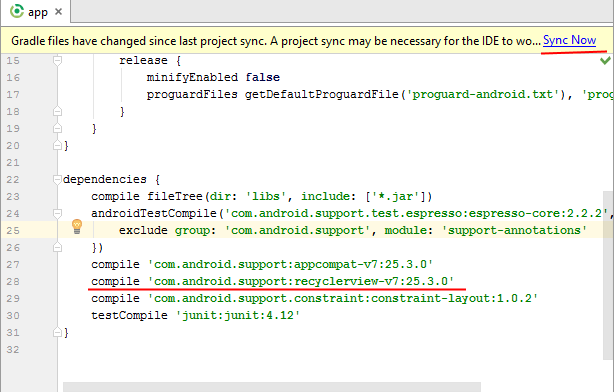 app
Gradle files have changed since last project sync. A project sync may be necessary for the IDE to wo... Sync Now
15 release {
16 minifyEnabled false
17 proguardFiles getDefaultProguardFile('proguard-android.txt'), 'prog
18 }
19 }
20 }
21
22 dependencies {
23 compile fileTree(dir: 'libs', include: ['*.jar'])
24 androidTestCompile('com.android.support.test.espresso:espresso-core:2.2.2',
25 exclude group: 'com.android.support', module: 'support-annotations'
26 })
27 compile 'com.android.support:appcompat-v7:25.3.0'
28 compile 'com.android.support:recyclerview-v7:25.3.0'
29 compile 'com.android.support.constraint:constraint-layout:1.0.2'
30 testCompile 'junit:junit:4.12'
31 }
32